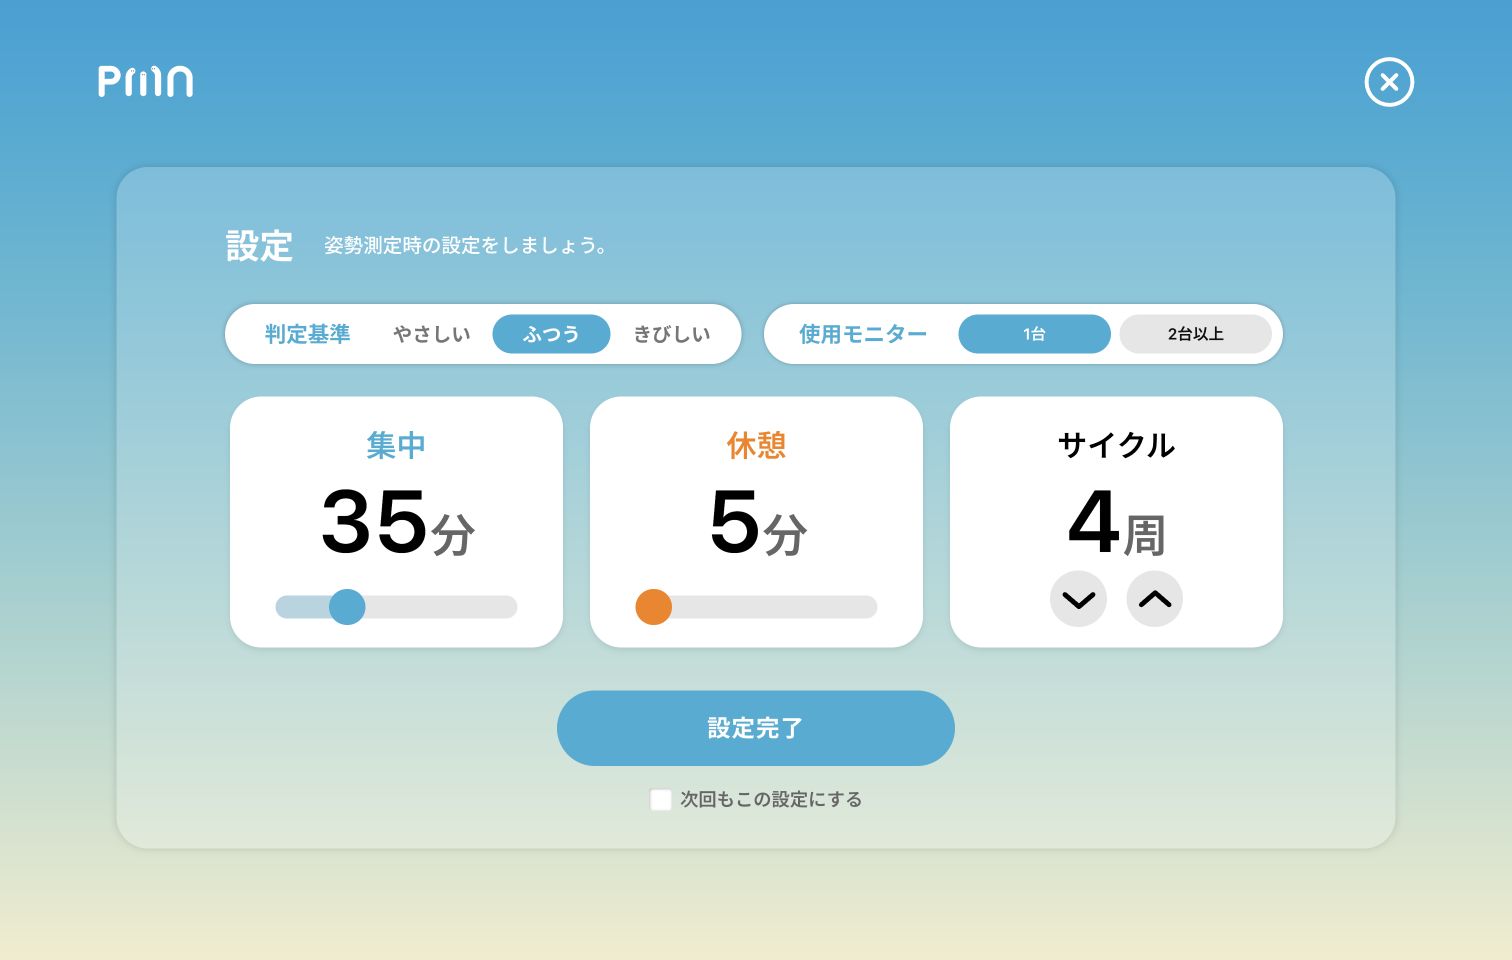 Pmn
設定 姿勢測定時の設定をしましょう。
判定基準 やさしい ふつう きびしい 使用モニター 1台 2台以上
集中 休憩 サイクル
35分 5分 4周
設定完了
次回もこの設定にする